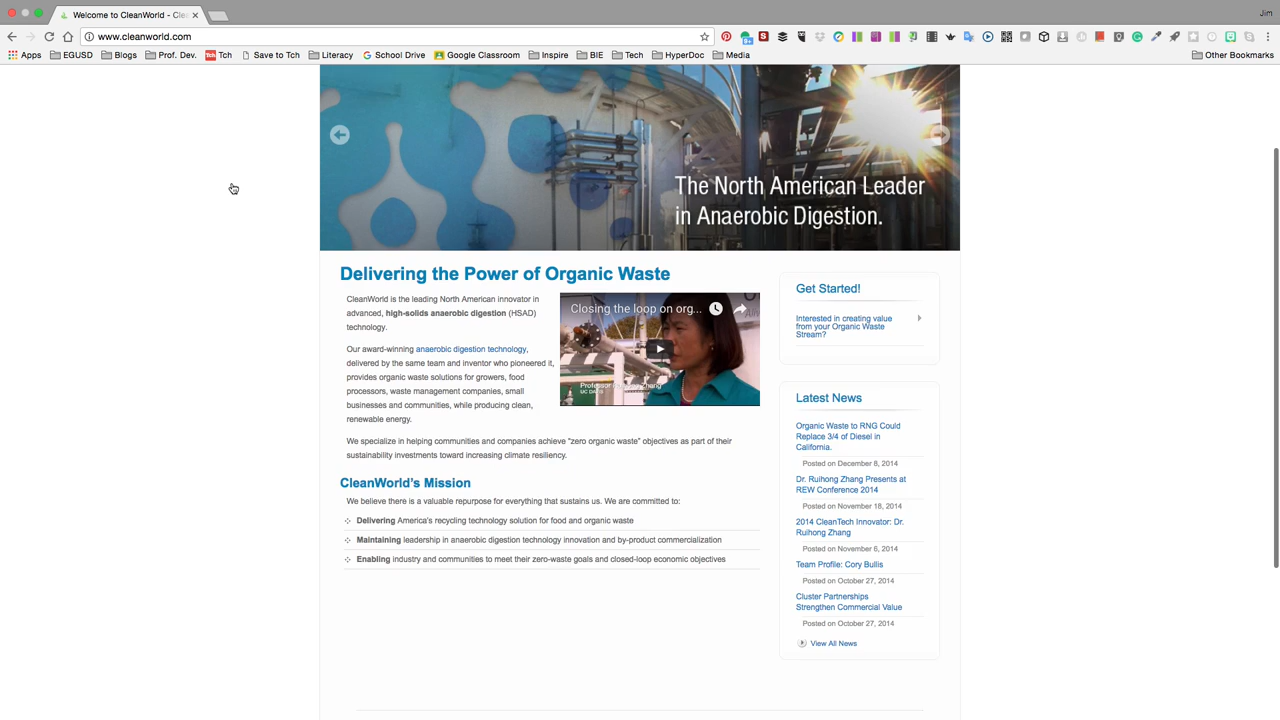 Welcome to CleanWorld - Cle
Jim
www.cleanworld.com
Apps EGUSD Blogs Prof. Dev. Tch Tch Save to Tch Literacy School Drive Google Classroom Inspire BIE Tech HyperDoc Media Other Bookmarks
The North American Leader
in Anaerobic Digestion.
Delivering the Power of Organic Waste
CleanWorld is the leading North American innovator in
advanced, high-solids anaerobic digestion (HSAD)
technology.
Our award-winning anaerobic digestion technology,
delivered by the same team and inventor who pioneered it,
provides organic waste solutions for growers, food
processors, waste management companies, small
businesses and communities, while producing clean,
renewable energy.
Closing the loop on org...
Professor Zhang
UC DAVIS
We specialize in helping communities and companies achieve "zero organic waste" objectives as part of their
sustainability investments toward increasing climate resiliency.
CleanWorld's Mission
We believe there is a valuable repurpose for everything that sustains us. We are committed to:
Delivering America's recycling technology solution for food and organic waste
Maintaining leadership in anaerobic digestion technology innovation and by-product commercialization
Enabling industry and communities to meet their zero-waste goals and closed-loop economic objectives
Get Started!
Interested in creating value
from your Organic Waste
Stream?
Latest News
Organic Waste to RNG Could
Replace 3/4 of Diesel in
California.
Posted on December 8, 2014
Dr. Ruihong Zhang Presents at
REW Conference 2014
Posted on November 18, 2014
2014 CleanTech Innovator: Dr.
Ruihong Zhang
Posted on November 6, 2014
Team Profile: Cory Bullis
Posted on October 27, 2014
Cluster Partnerships
Strengthen Commercial Value
Posted on October 27, 2014
View All News